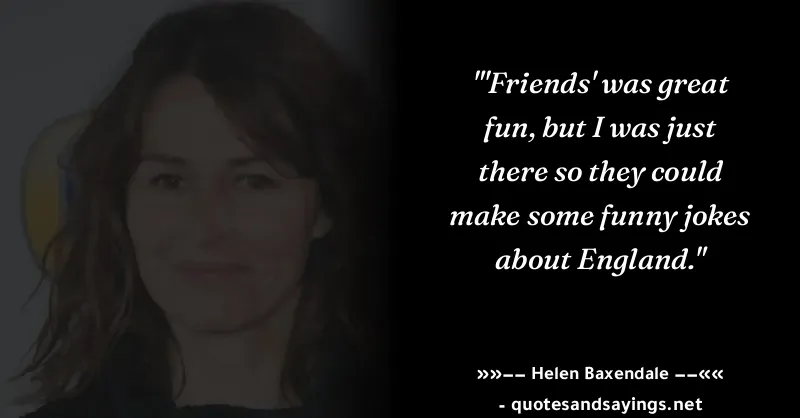 "'Friends' was great
fun, but I was just
there so they could
make some funny jokes
about England."
»»–– Helen Baxendale ––««
- quotesandsayings.net